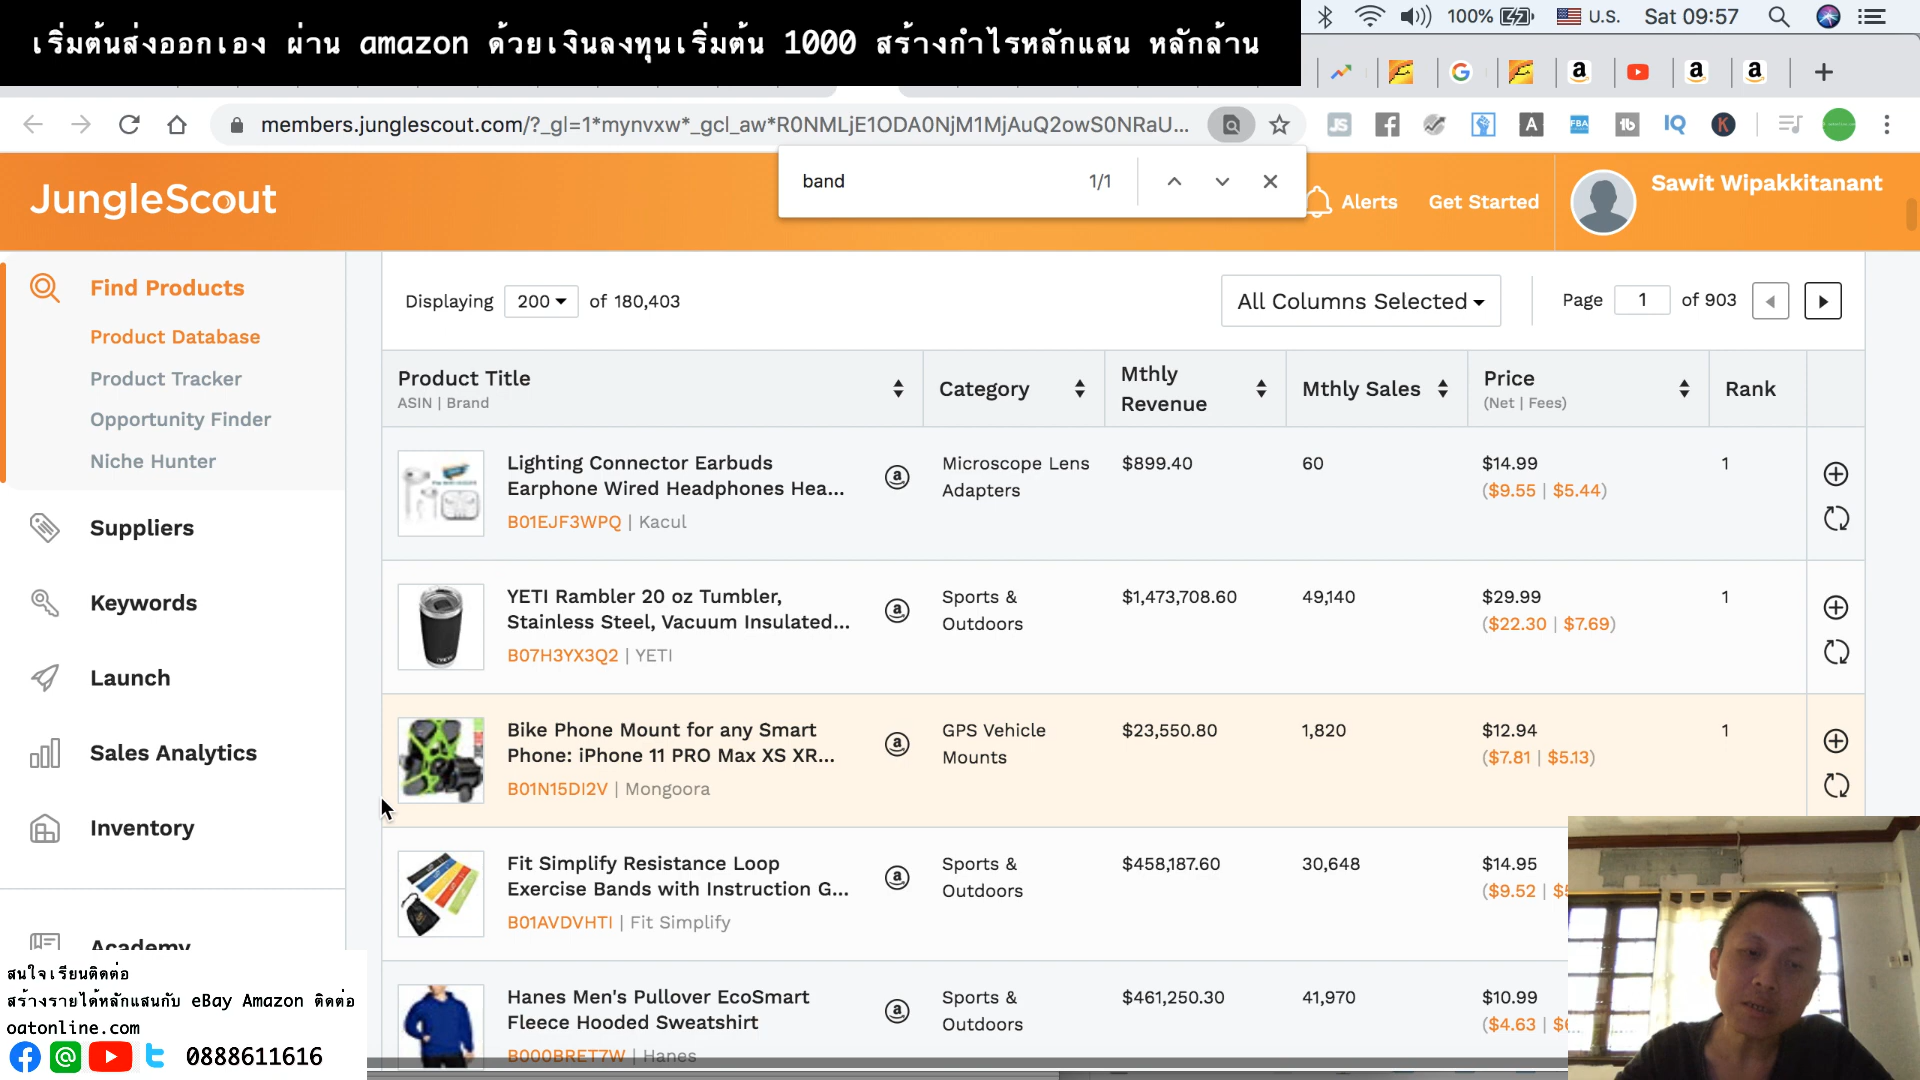 เริ่มต้นส่งออกเอง ผ่าน amazon ด้วยเงินลงทุนเริ่มต้น 1000 สร้างกำไรหลักแสน หลักล้าน
100% U.S. Sat 09:57
members.junglescout.com/?_gl=1*mynvxw*_gcl_aw*R0NMLjE1ODA0NjM1MjAuQ2owS0NRaU...
band 1/1
JungleScout
Alerts Get Started Sawit Wipakkitanant
Find Products
Product Database
Product Tracker
Opportunity Finder
Niche Hunter
Suppliers
Keywords
Launch
Sales Analytics
Inventory
Academy
Displaying 200 of 180,403 All Columns Selected Page 1 of 903
Product Title Category Mthly Revenue Mthly Sales Price Rank
ASIN | Brand (Net | Fees)
Lighting Connector Earbuds Microscope Lens $899.40 60 $14.99 1
Earphone Wired Headphones Hea... Adapters ($9.55 | $5.44)
B01EJF3WPQ | Kacul
YETI Rambler 20 oz Tumbler, Sports & $1,473,708.60 49,140 $29.99 1
Stainless Steel, Vacuum Insulated... Outdoors ($22.30 | $7.69)
B07H3YX3Q2 | YETI
Bike Phone Mount for any Smart GPS Vehicle $23,550.80 1,820 $12.94 1
Phone: iPhone 11 PRO Max XS XR... Mounts ($7.81 | $5.13)
B01N15DI2V | Mongoora
Fit Simplify Resistance Loop Sports & $458,187.60 30,648 $14.95
Exercise Bands with Instruction G... Outdoors ($9.52 |
B01AVDVHTI | Fit Simplify
Hanes Men's Pullover EcoSmart Sports & $461,250.30 41,970 $10.99
Fleece Hooded Sweatshirt Outdoors ($4.63 |
B000BRET7W | Hanes
สนใจเรียนติดต่อ
สร้างรายได้หลักแสนกับ eBay Amazon ติดต่อ
oatonline.com
0888611616